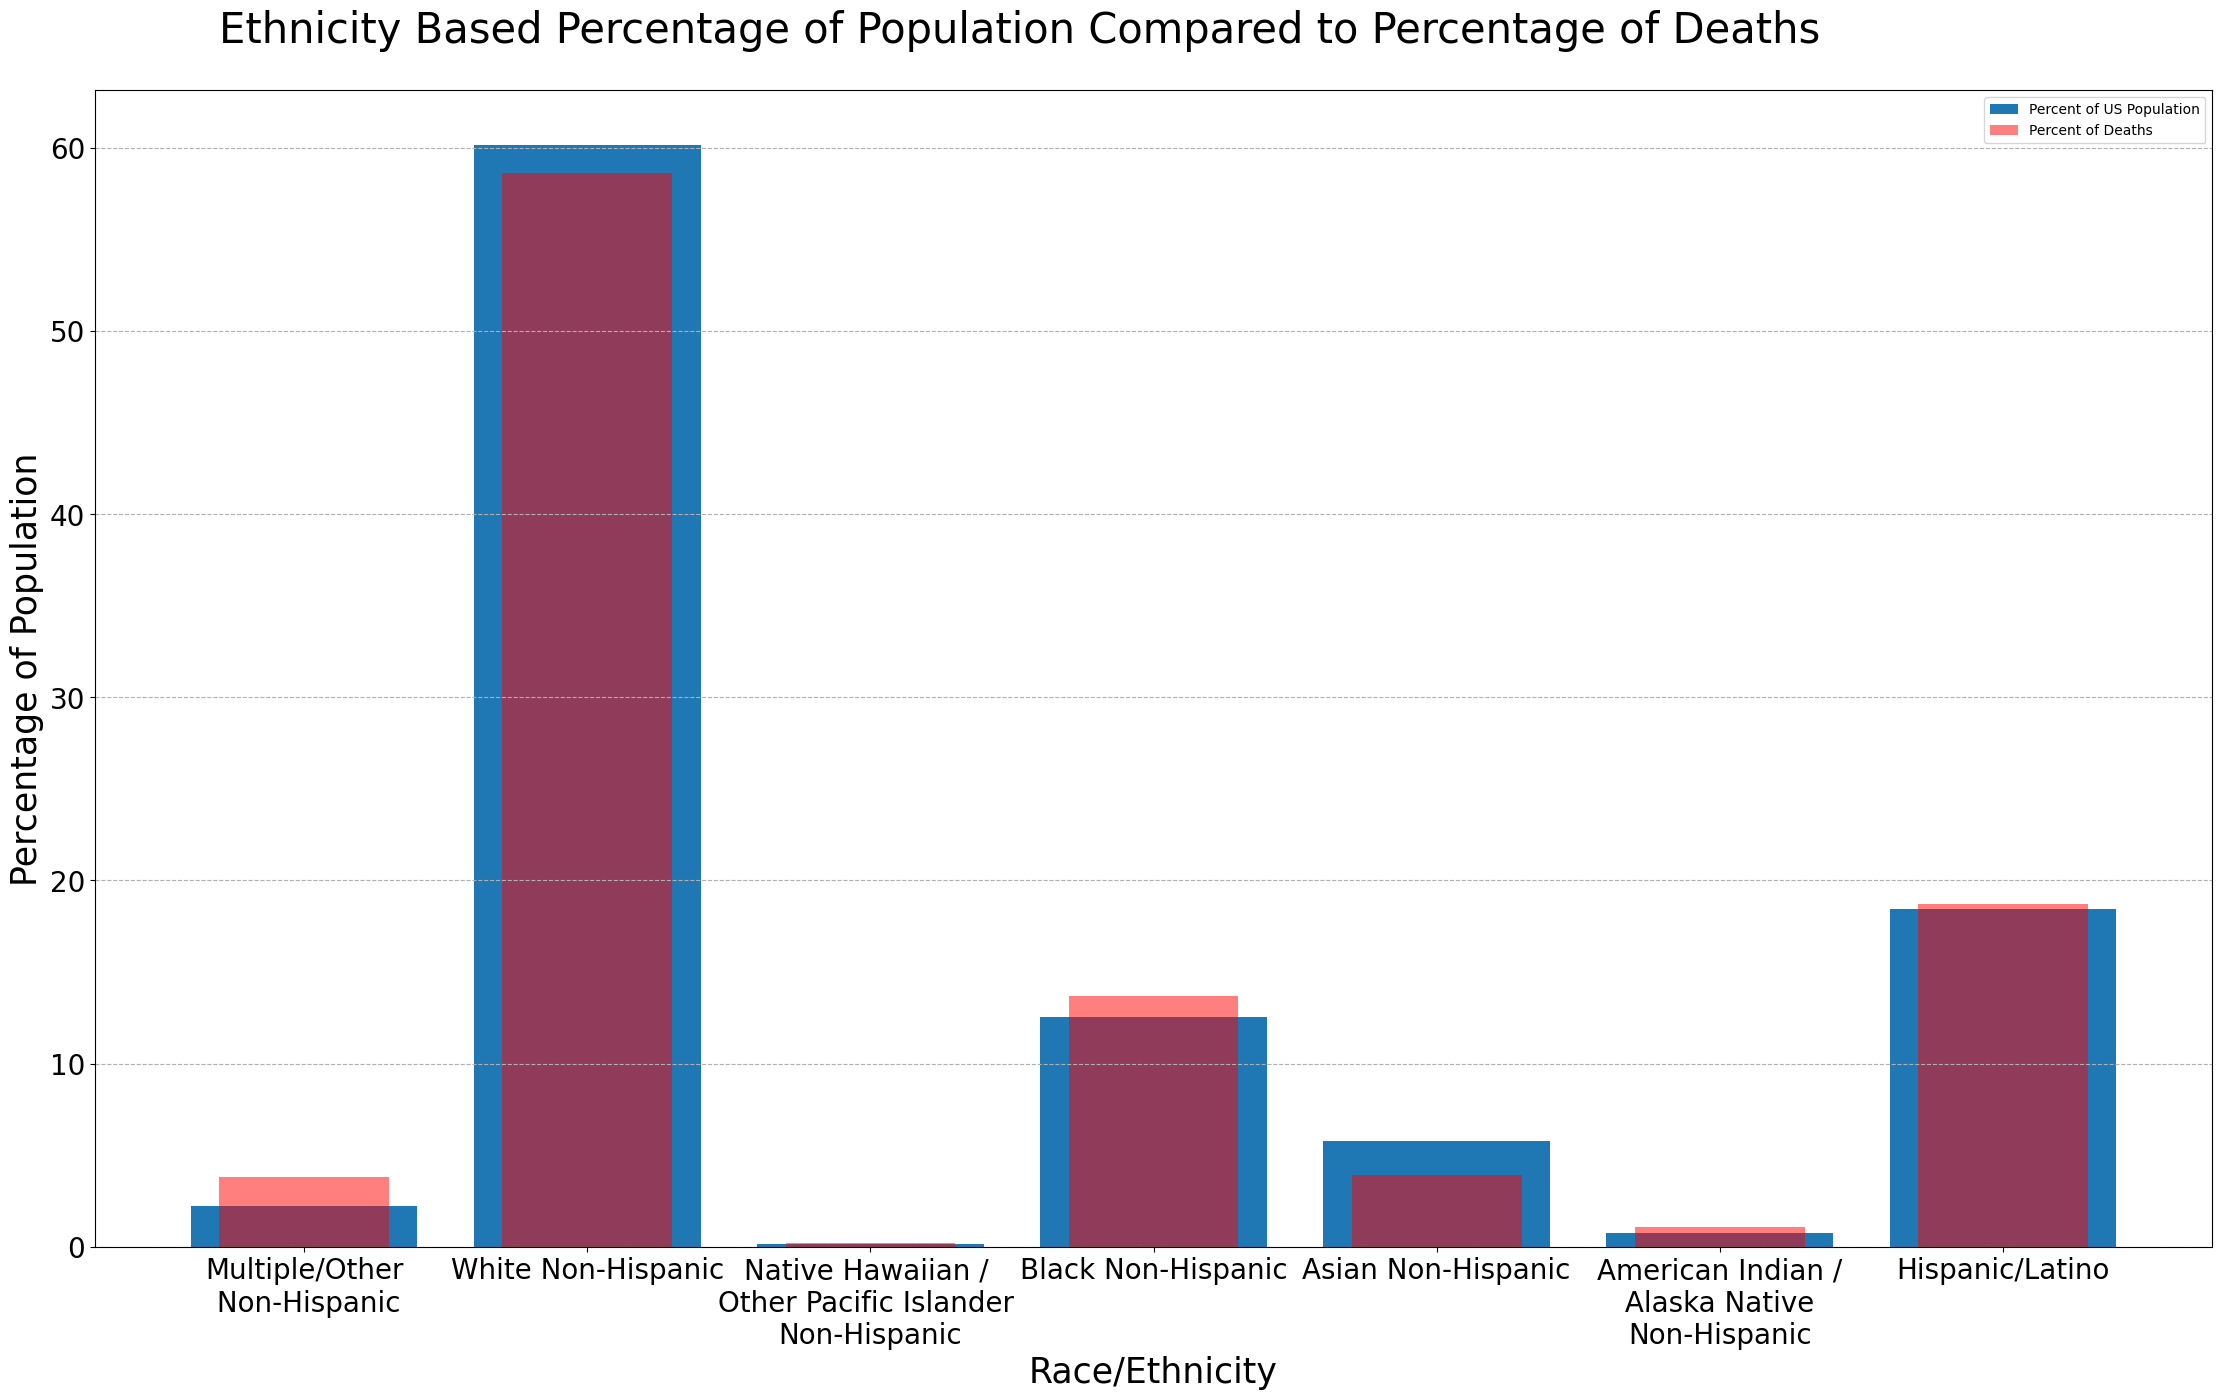 Ethnicity Based Percentage of Population Compared to Percentage of Deaths
Percent of US Population
Percent of Deaths
Percentage of Population
60
50
40
30
20
10
0
Multiple/Other
Non-Hispanic
White Non-Hispanic
Native Hawaiian /
Other Pacific Islander
Non-Hispanic
Black Non-Hispanic
Asian Non-Hispanic
American Indian /
Alaska Native
Non-Hispanic
Hispanic/Latino
Race/Ethnicity